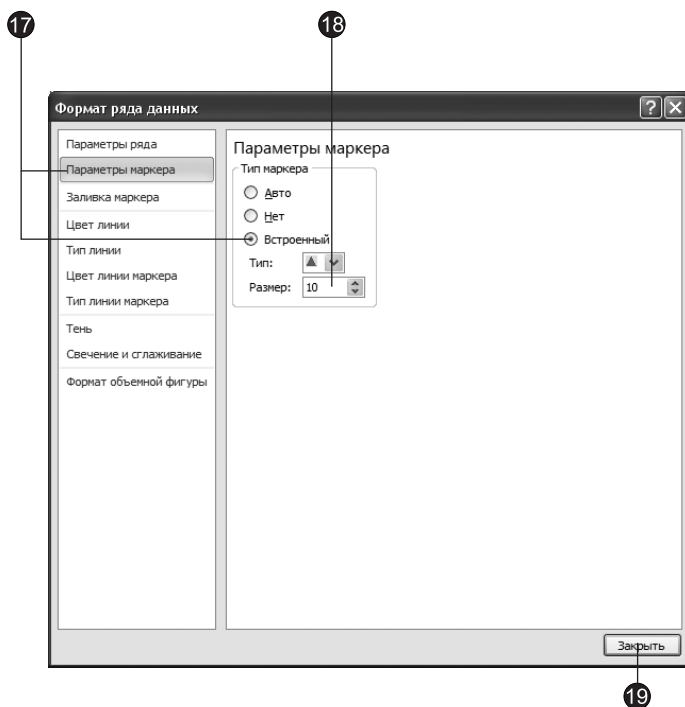 17 18
Формат ряда данных
Параметры ряда
Параметры маркера
Заливка маркера
Цвет линии
Тип линии
Цвет линии маркера
Тип линии маркера
Тень
Свечение и сглаживание
Формат объемной фигуры
Параметры маркера
Тип маркера
Авто
Нет
Встроенный
Тип:
Размер: 10
Закрыть
19